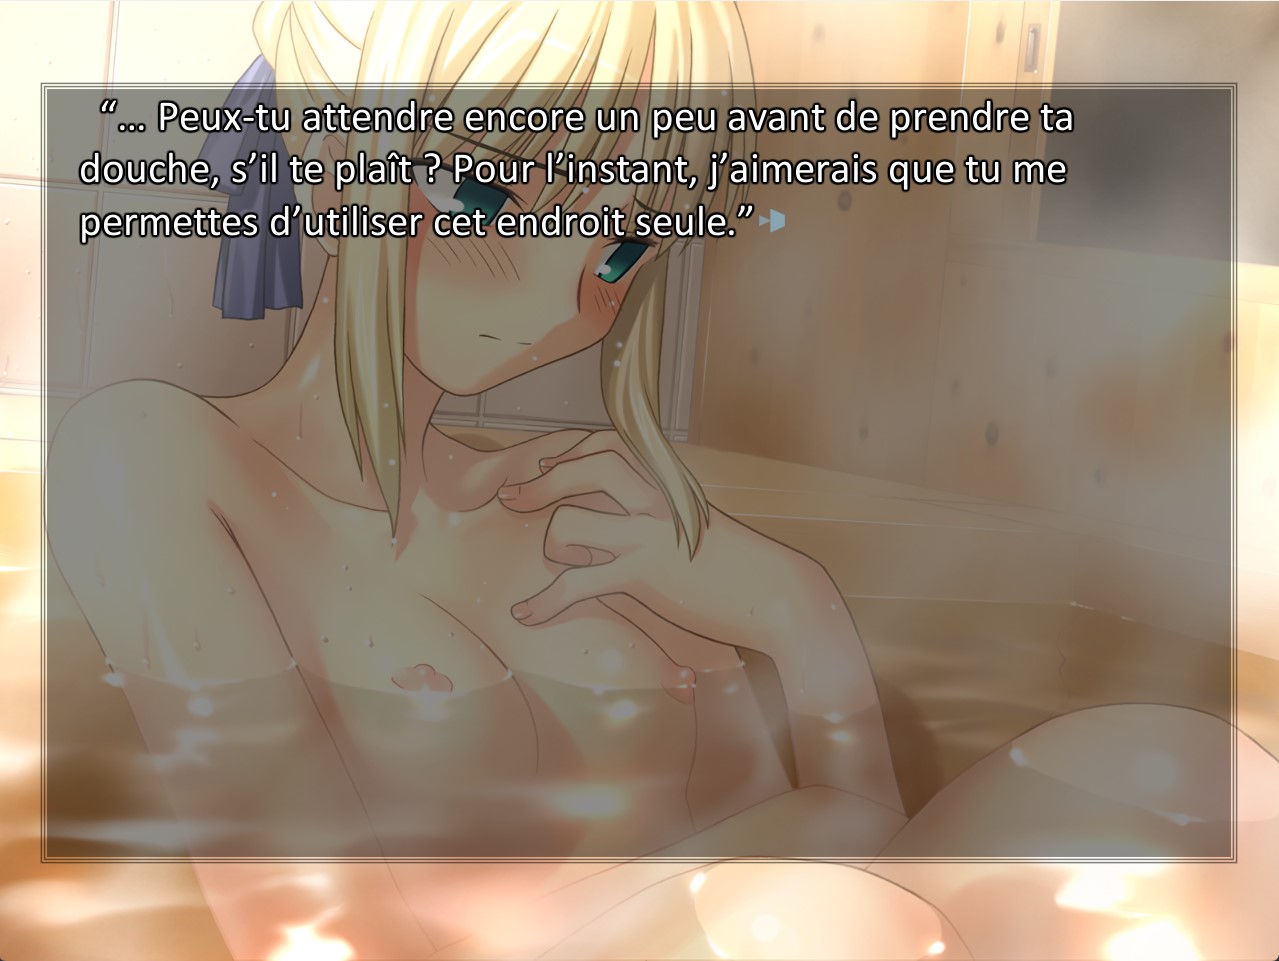 “... Peux-tu attendre encore un peu avant de prendre ta
douche, s’il te plaît ? Pour l’instant, j’aimerais que tu me
permettes d’utiliser cet endroit seule.”